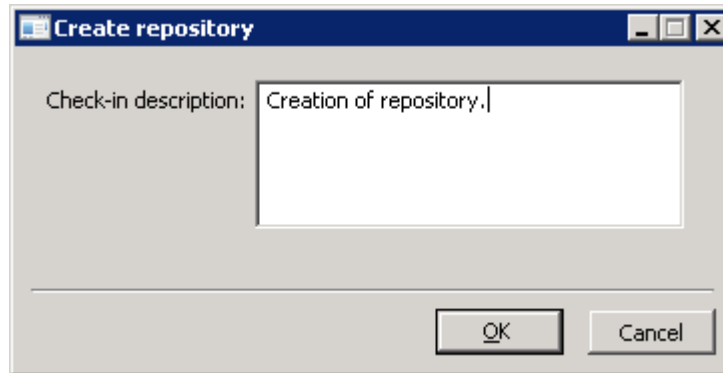 Create repository
Check-in description: Creation of repository.
OK Cancel